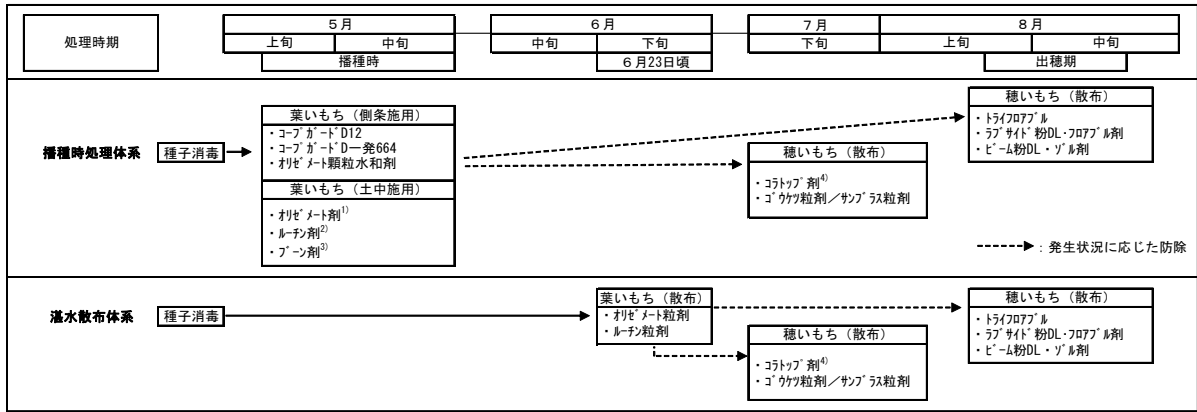 処理時期
5月
6月
7月
8月
上旬
中旬
中旬
下旬
下旬
上旬
中旬
播種時
6月23日頃
出穂期
播種時処理体系
種子消毒
葉いもち（側条施用）
・コープガードD12
・コープガードD一発664
・オリゼメート顆粒水和剤
葉いもち（土中施用）
・オリゼメート剤1)
・ルーチン剤2)
・ブーン剤3)
穂いもち（散布）
・コラトップ剤4)
・ゴウケツ粒剤／サンブラス粒剤
穂いもち（散布）
・トライフロアブル
・ラブサイド粉DL・フロアブル剤
・ビーム粉DL・ゾル剤
：発生状況に応じた防除
湛水散布体系
種子消毒
葉いもち（散布）
・オリゼメート粒剤
・ルーチン粒剤
穂いもち（散布）
・コラトップ剤4)
・ゴウケツ粒剤／サンブラス粒剤
穂いもち（散布）
・トライフロアブル
・ラブサイド粉DL・フロアブル剤
・ビーム粉DL・ゾル剤